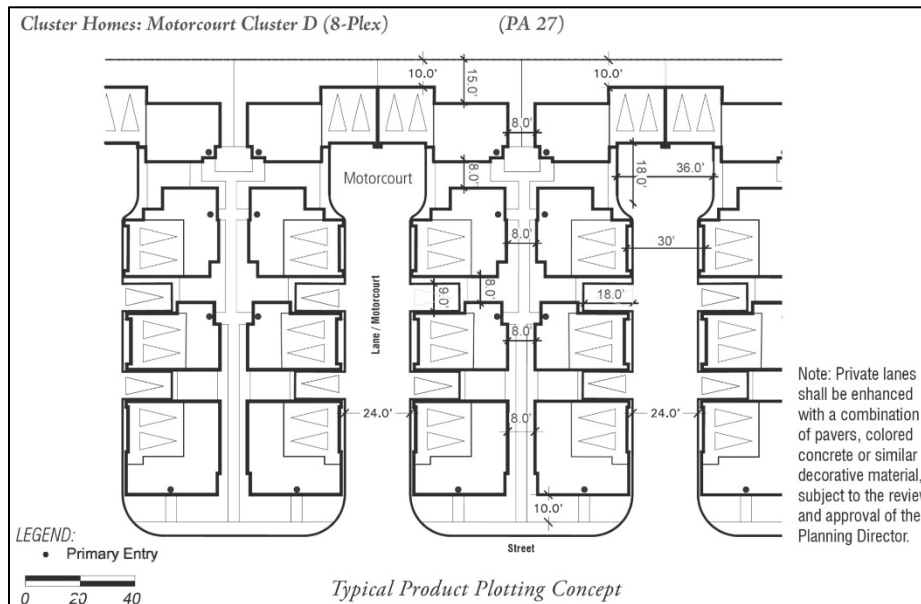 Cluster Homes: Motorcourt Cluster D (8-Plex) (PA 27)
10.0'
15.0'
10.0'
8.0'
Motorcourt
8.0'
18.0'
36.0'
8.0'
30'
Lane / Motorcourt
9.0'
8.0'
18.0'
8.0'
24.0'
8.0'
24.0'
10.0'
Note: Private lanes
shall be enhanced
with a combination
of pavers, colored
concrete or similar
decorative material,
subject to the review
and approval of the
Planning Director.
Street
LEGEND:
• Primary Entry
0 20 40
Typical Product Plotting Concept